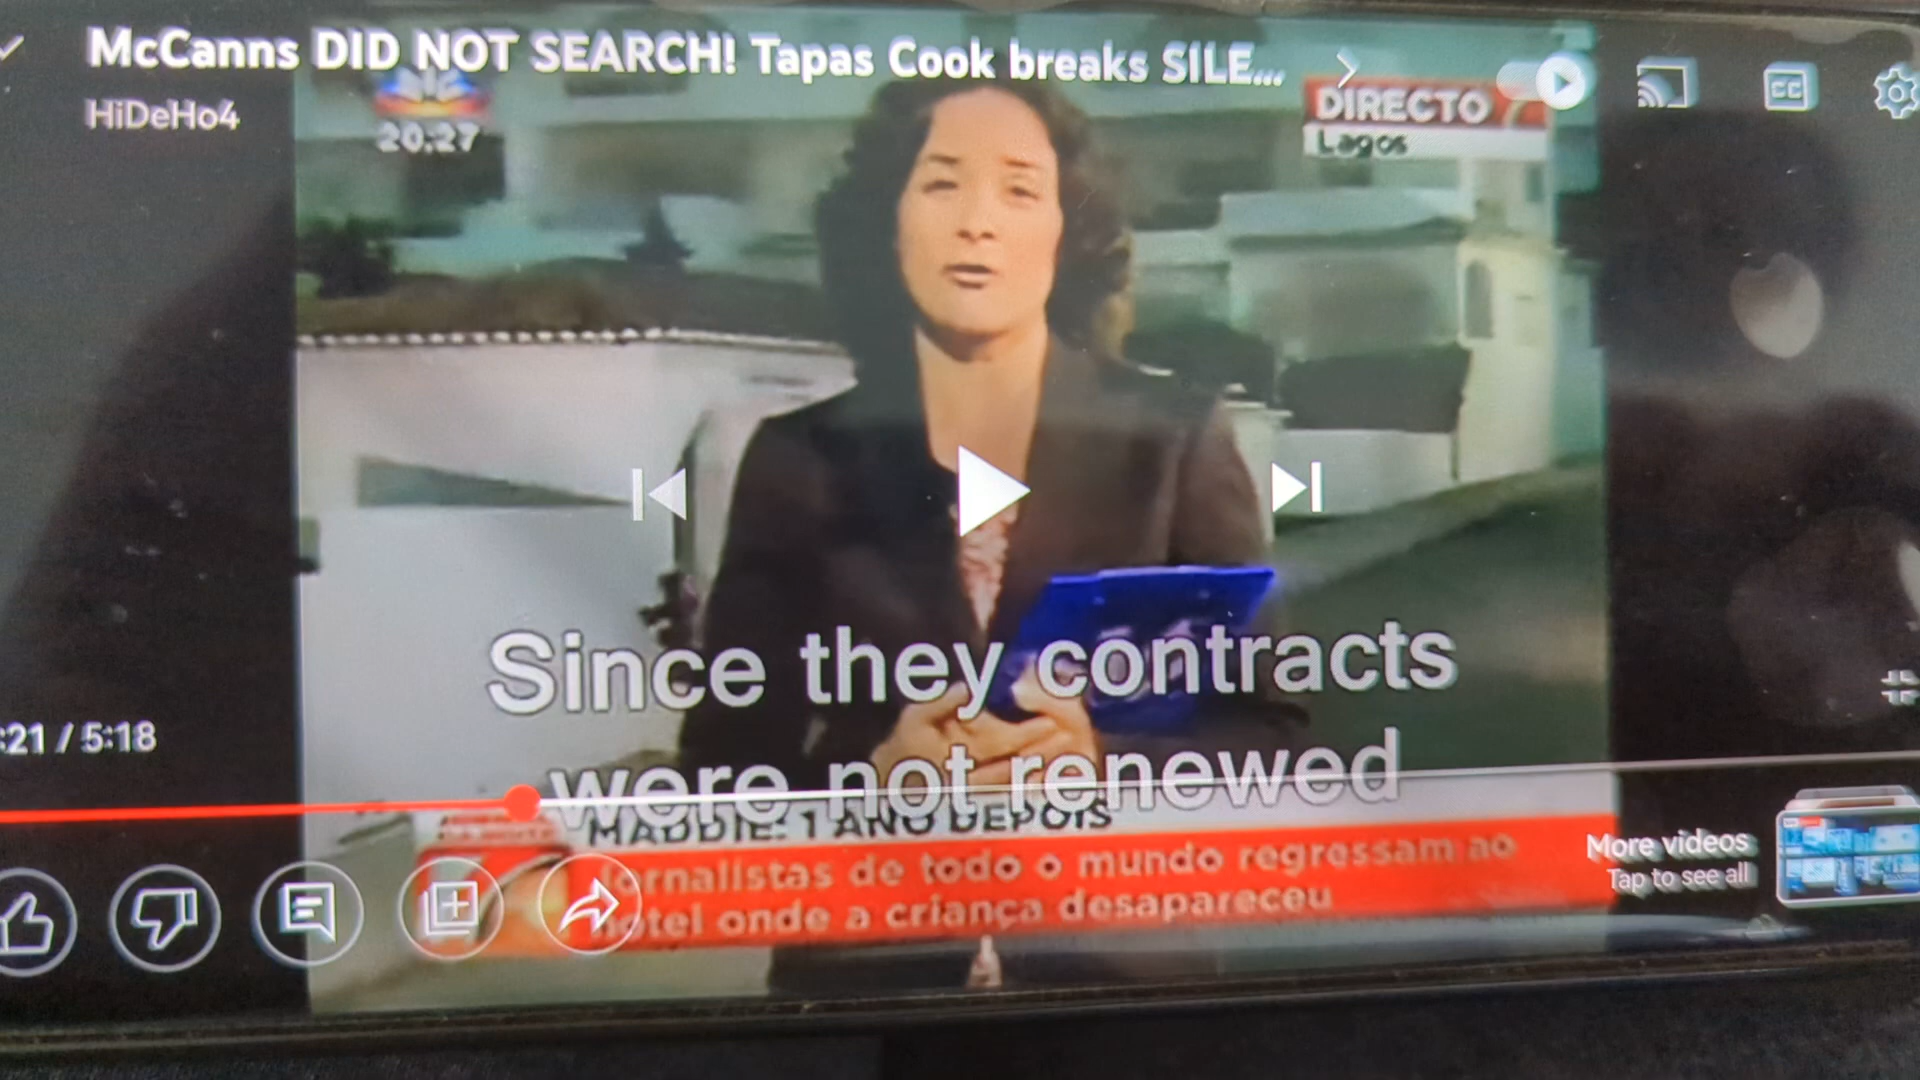 McCanns DID NOT SEARCH! Tapas Cook breaks SILE...
HiDeHo4
SIC
20:27
DIRECTO
Lagos
CC
Since they contracts
were not renewed
:21 / 5:18
MADDIE: 1 ANO DEPOIS
Jornalistas de todo o mundo regressam ao
hotel onde a criança desapareceu
More videos
Tap to see all